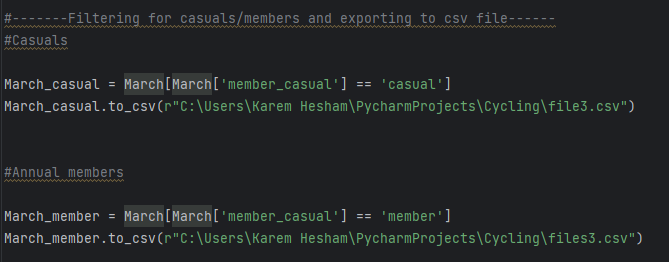 #-------Filtering for casuals/members and exporting to csv file------
#Casuals
March_casual = March[March['member_casual'] == 'casual']
March_casual.to_csv(r"C:\Users\Karem Hesham\PycharmProjects\Cycling\file3.csv")
#Annual members
March_member = March[March['member_casual'] == 'member']
March_member.to_csv(r"C:\Users\Karem Hesham\PycharmProjects\Cycling\files3.csv")